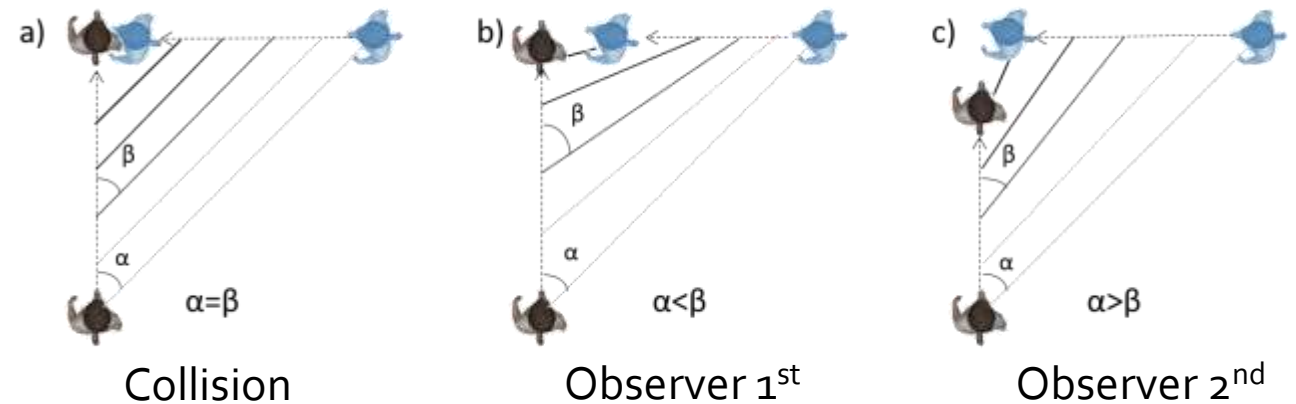 a)
β
α
α=β
Collision
b)
β
α
α<β
Observer 1st
c)
β
α
α>β
Observer 2nd